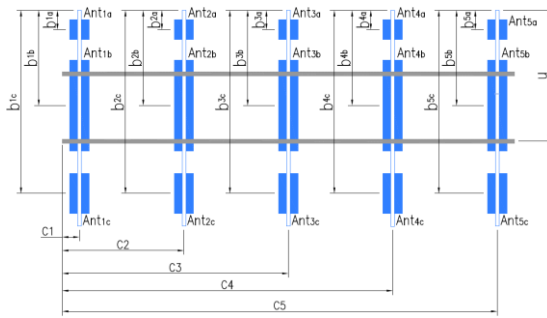 Ant1a Ant2a Ant3a Ant4a Ant5a
b1a b2a b3a b4a b5a
Ant1b Ant2b Ant3b Ant4b Ant5b
b1b b2b b3b b4b b5b
u
b1c b2c b3c b4c b5c
Ant1c Ant2c Ant3c Ant4c Ant5c
C1
C2
C3
C4
C5